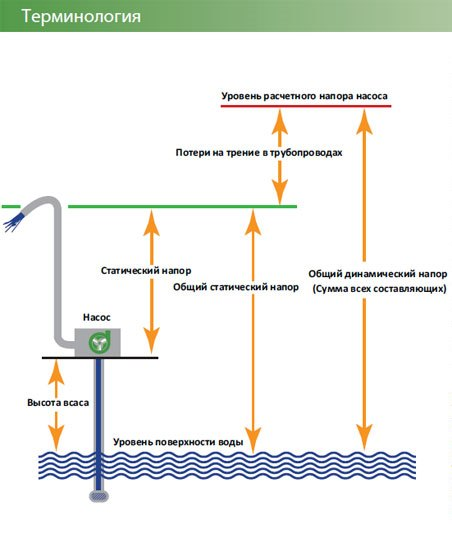 Терминология
Уровень расчетного напора насоса
Потери на трение в трубопроводах
Статический напор
Общий статический напор
Общий динамический напор
(Сумма всех составляющих)
Насос
Высота всаса
Уровень поверхности воды